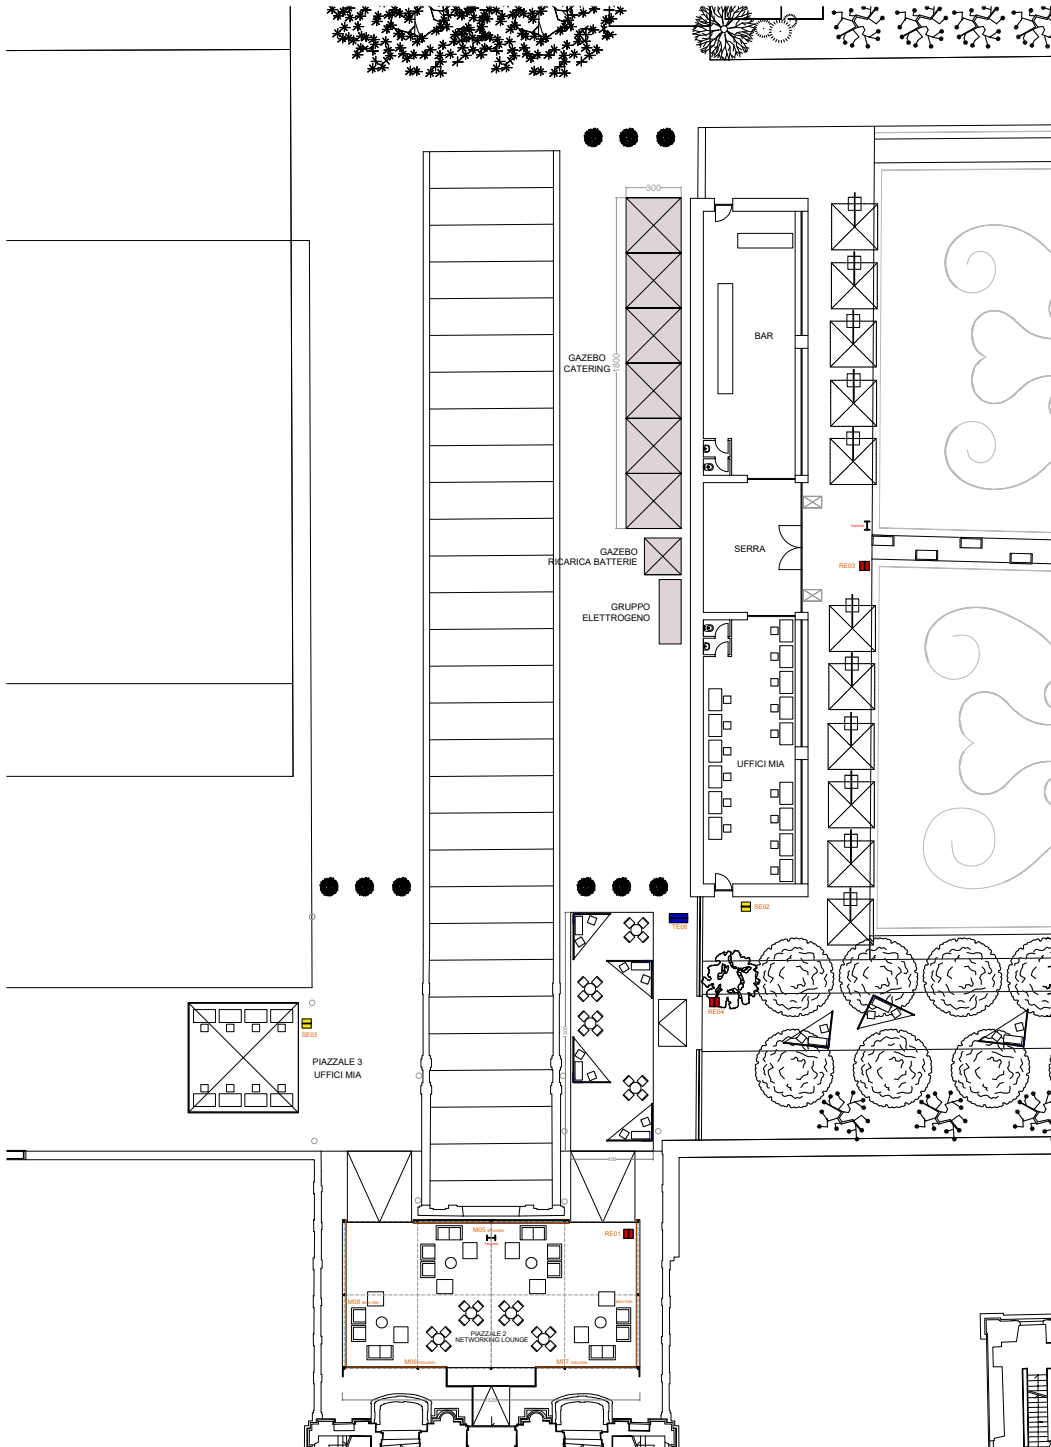 300
GAZEBO
CATERING
1800
BAR
GAZEBO
RICARICA BATTERIE
SERRA
RE03
GRUPPO
ELETTROGENO
UFFICI MIA
SE02
TE08
RE04
SE03
PIAZZALE 3
UFFICI MIA
M05
RE01
M08
PIAZZALE 2
NETWORKING LOUNGE
M06
M07